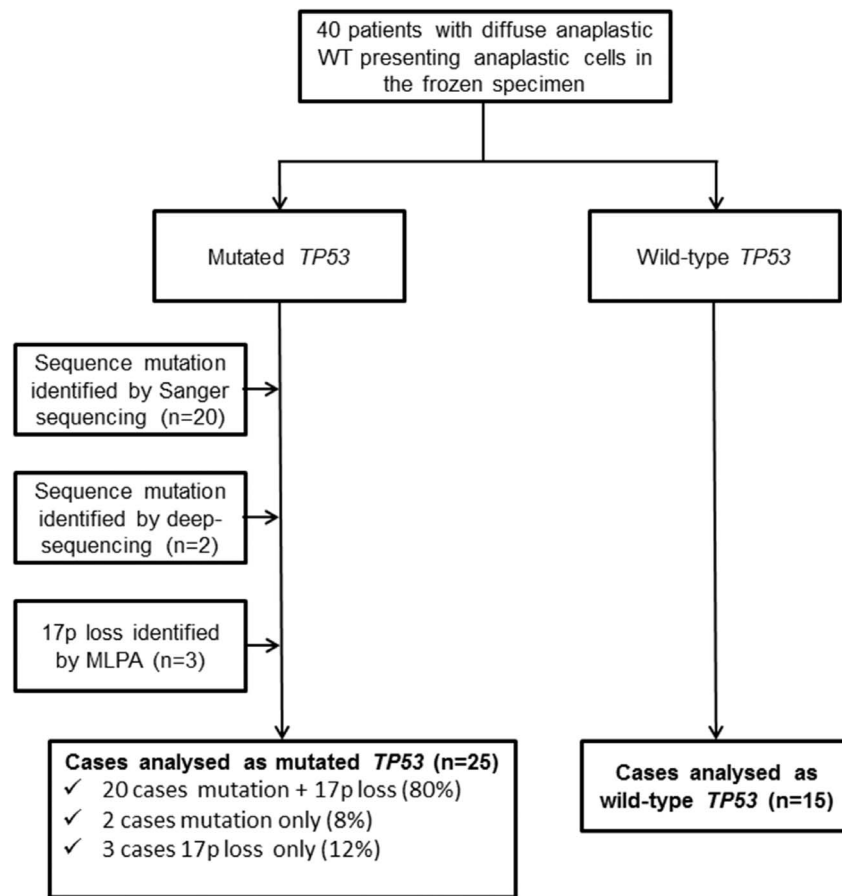 40 patients with diffuse anaplastic
WT presenting anaplastic cells in
the frozen specimen
Mutated TP53
Wild-type TP53
Sequence mutation
identified by Sanger
sequencing (n=20)
Sequence mutation
identified by deep-
sequencing (n=2)
17p loss identified
by MLPA (n=3)
Cases analysed as mutated TP53 (n=25)
✓ 20 cases mutation + 17p loss (80%)
✓ 2 cases mutation only (8%)
✓ 3 cases 17p loss only (12%)
Cases analysed as
wild-type TP53 (n=15)